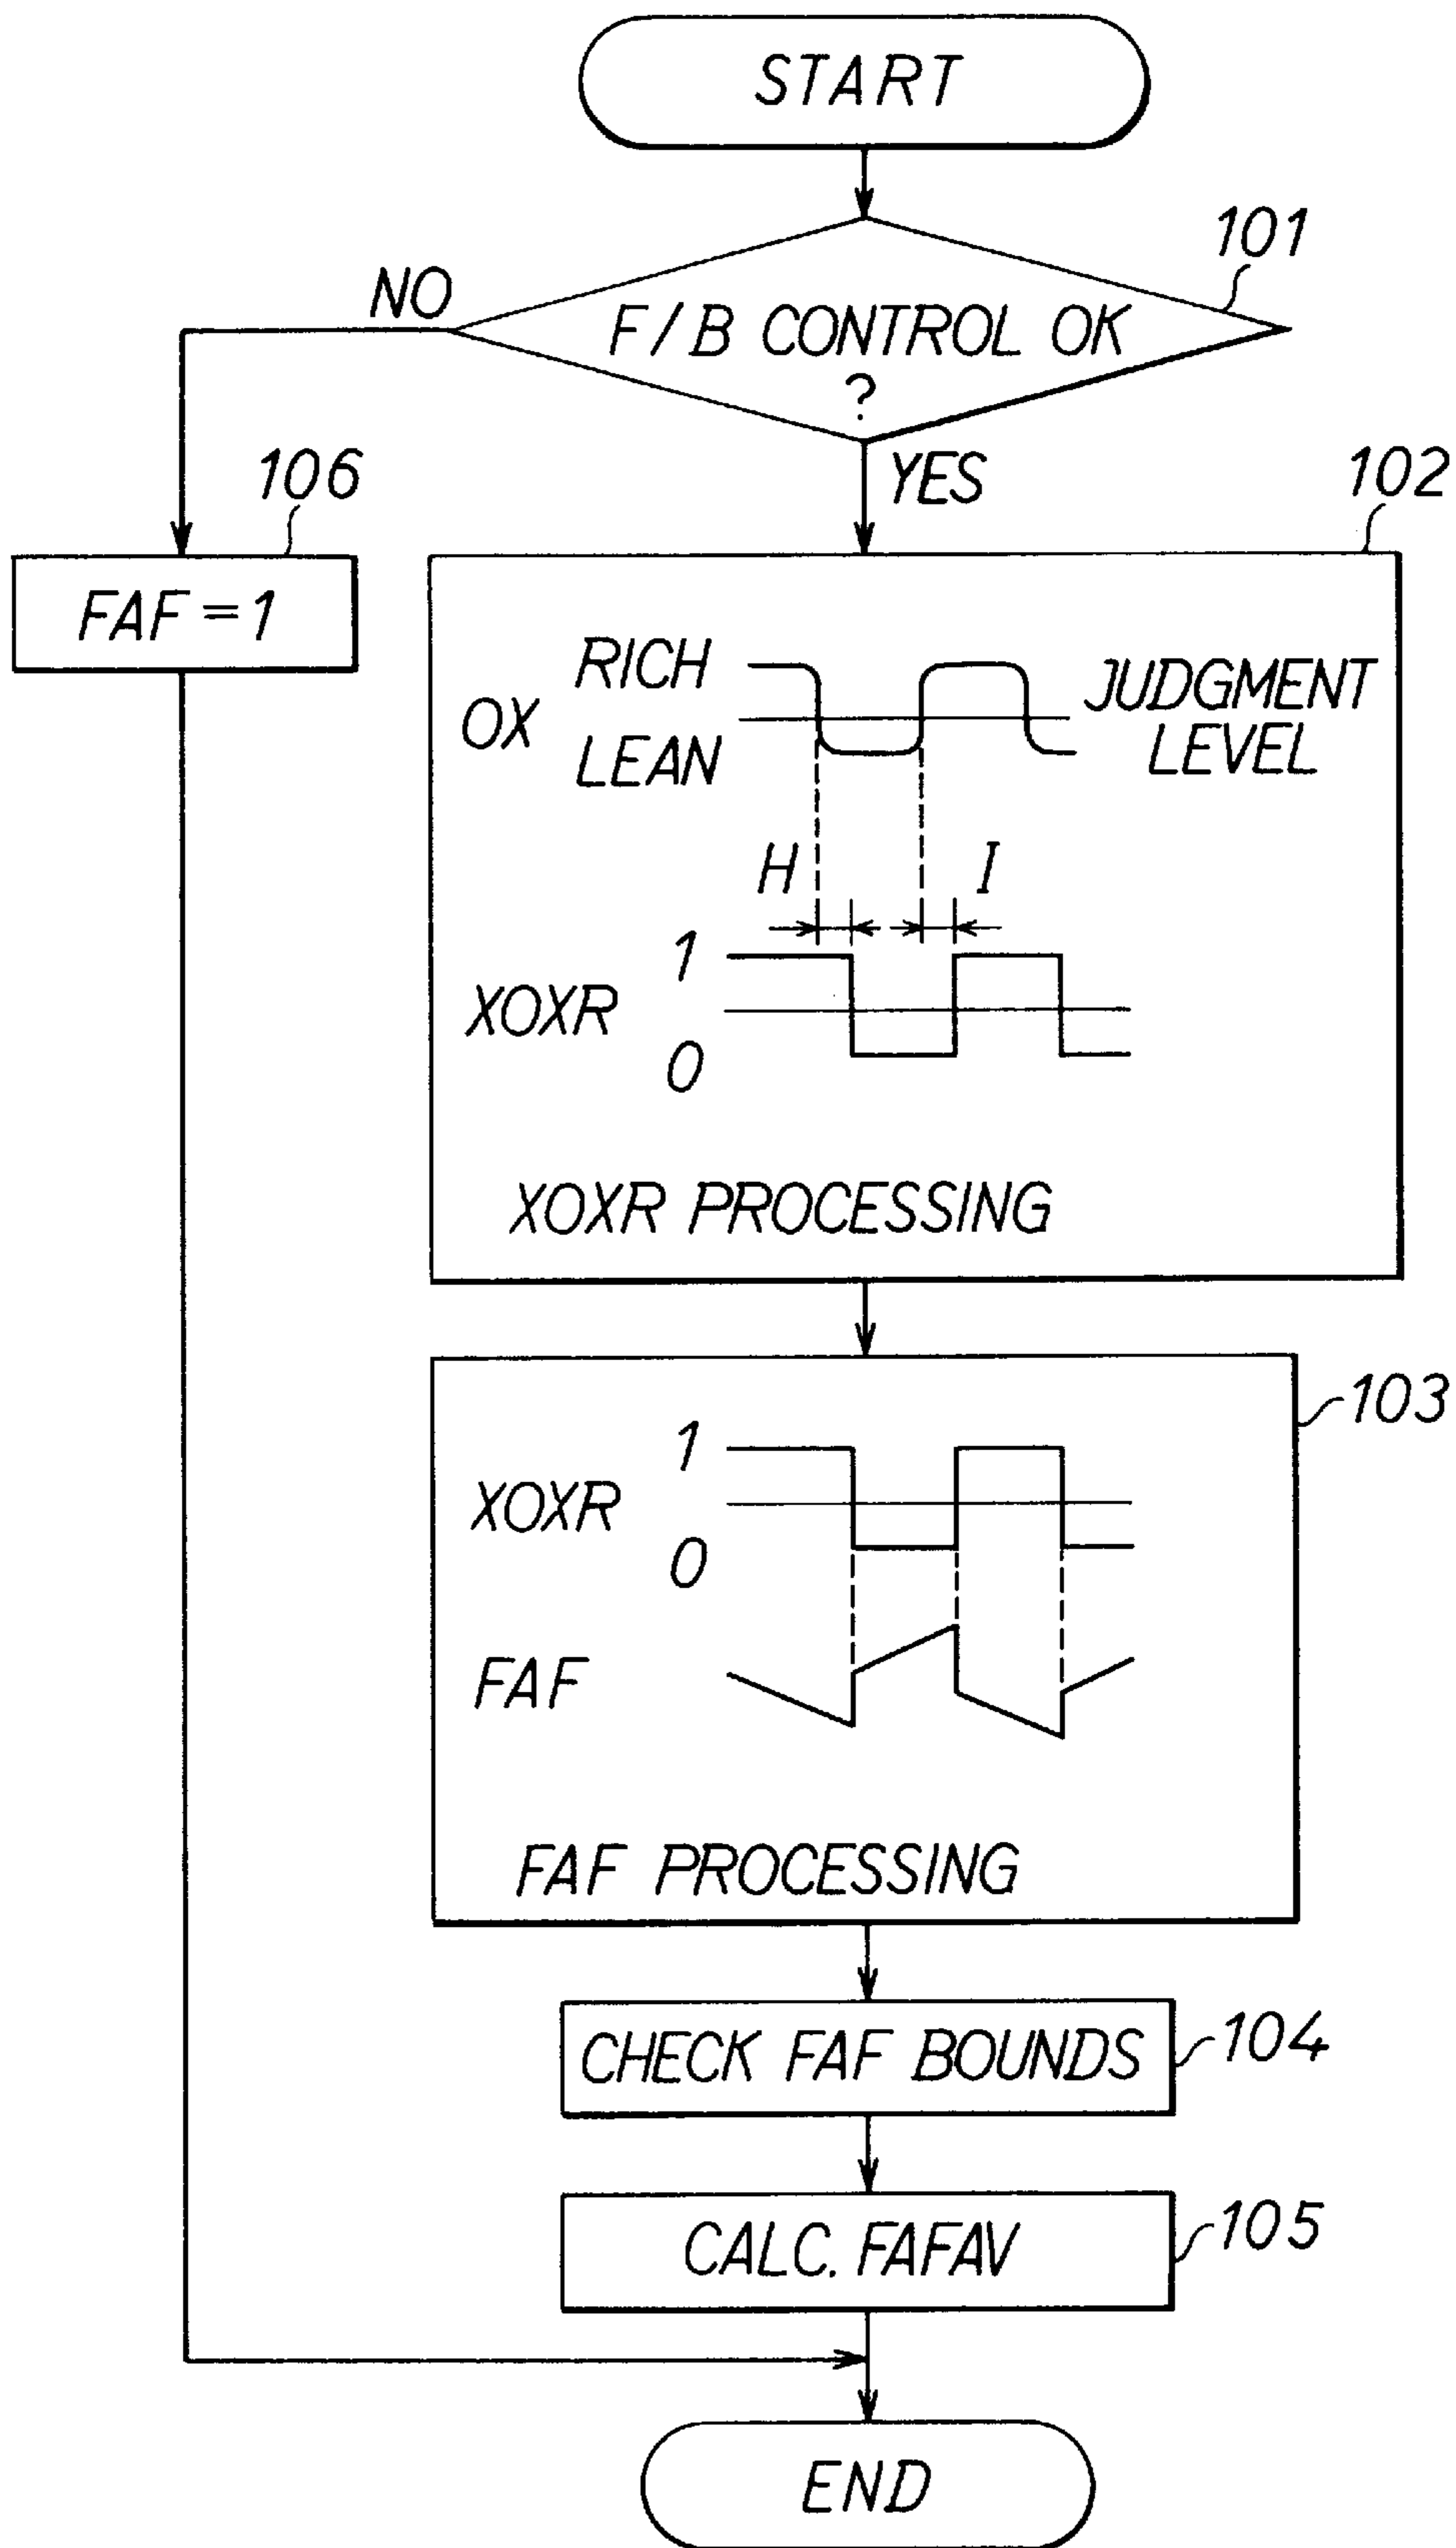 START
101
NO
F/B CONTROL OK
?
YES
106
102
FAF = 1
RICH
OX
LEAN
JUDGMENT
LEVEL
H
I
1
XOXR
0
XOXR PROCESSING
103
1
XOXR
0
FAF
FAF PROCESSING
CHECK FAF BOUNDS
104
CALC. FAFAV
105
END